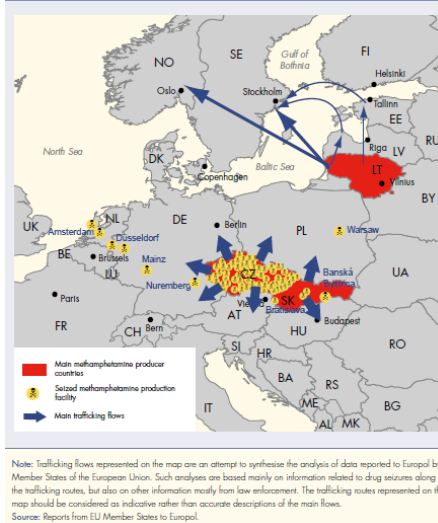 NO
SE
Gulf of
Bothnia
FI
Helsinki
Oslo
Stockholm
Tallinn
EE
North Sea
Riga
LV
RU
DK
Copenhagen
Baltic Sea
LT
Vilnius
BY
UK
NL
DE
Berlin
PL
Warsaw
Amsterdam
Düsseldorf
BE
Brussels
Mainz
LU
CZ
UA
Nuremberg
Banská
Bystrica
Paris
SK
Bratislava
FR
AT
HU
Budapest
CH
Bern
SI
HR
RO
BA
RS
IT
ME
BG
AL
MK
Main methamphetamine producer
countries
Seized methamphetamine production
facility
Main trafficking flows
Note: Trafficking flows represented on the map are an attempt to synthesise the analysis of data reported to Europol by
Member States of the European Union. Such analyses are based mainly on information related to drug seizures along
the trafficking routes, but also on other information mostly from law enforcement. The trafficking routes represented on t
map should be considered as indicative rather than accurate descriptions of the main flows.
Source: Reports from EU Member States to Europol.